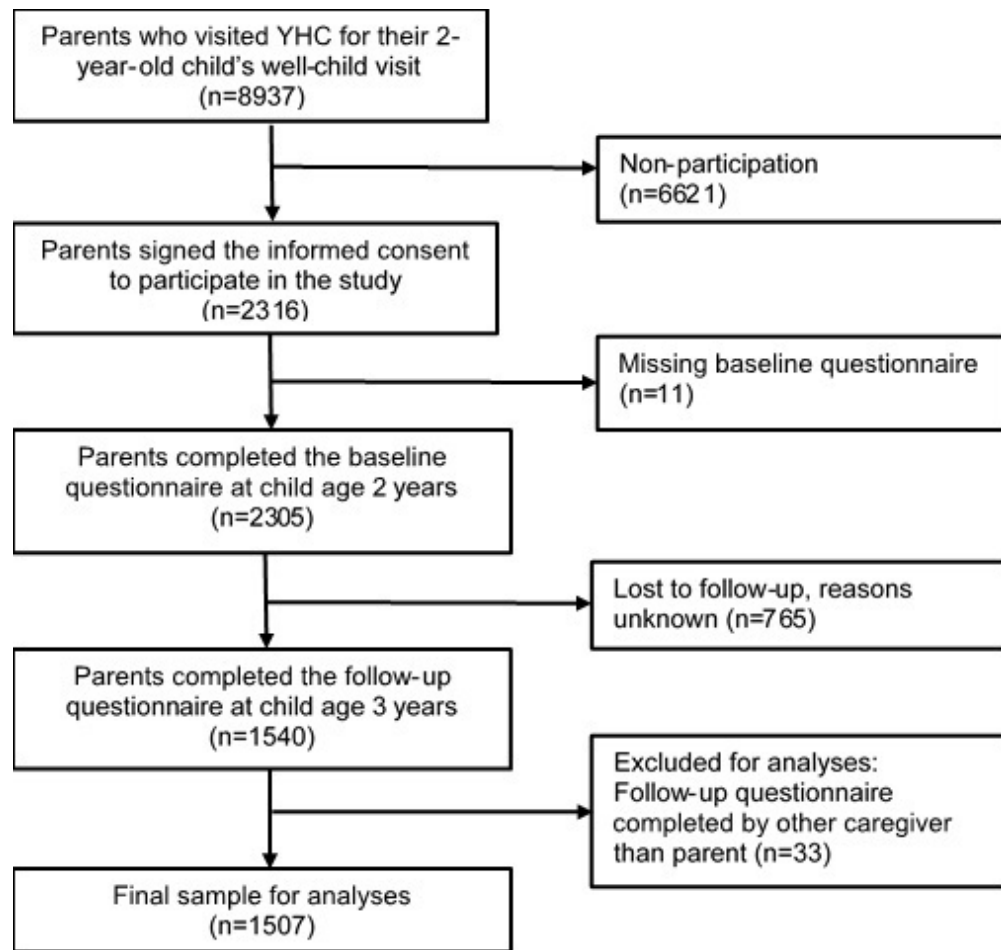 Parents who visited YHC for their 2-
year-old child's well-child visit
(n=8937)
Non-participation
(n=6621)
Parents signed the informed consent
to participate in the study
(n=2316)
Missing baseline questionnaire
(n=11)
Parents completed the baseline
questionnaire at child age 2 years
(n=2305)
Lost to follow-up, reasons
unknown (n=765)
Parents completed the follow-up
questionnaire at child age 3 years
(n=1540)
Excluded for analyses:
Follow-up questionnaire
completed by other caregiver
than parent (n=33)
Final sample for analyses
(n=1507)